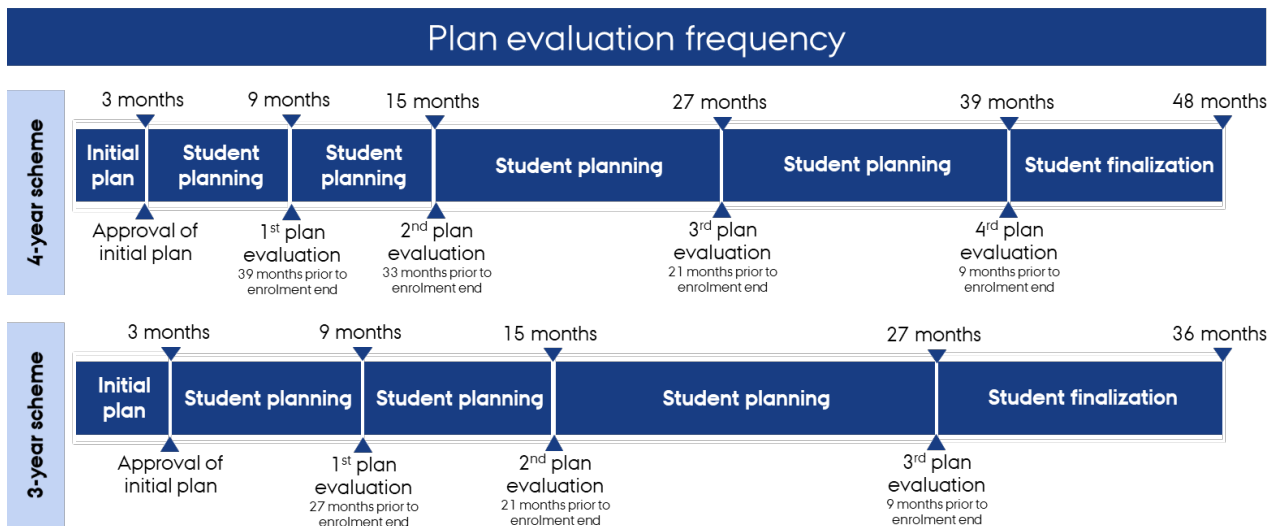 Plan evaluation frequency
4-year scheme
3 months
9 months
15 months
27 months
39 months
48 months
Initial
plan
Student
planning
Student
planning
Student planning
Student planning
Student finalization
Approval of
initial plan
1st plan
evaluation
39 months prior to
enrolment end
2nd plan
evaluation
33 months prior to
enrolment end
3rd plan
evaluation
21 months prior to
enrolment end
4rd plan
evaluation
9 months prior to
enrolment end
3-year scheme
3 months
9 months
15 months
27 months
36 months
Initial
plan
Student planning
Student planning
Student planning
Student finalization
Approval of
initial plan
1st plan
evaluation
27 months prior to
enrolment end
2nd plan
evaluation
21 months prior to
enrolment end
3rd plan
evaluation
9 months prior to
enrolment end